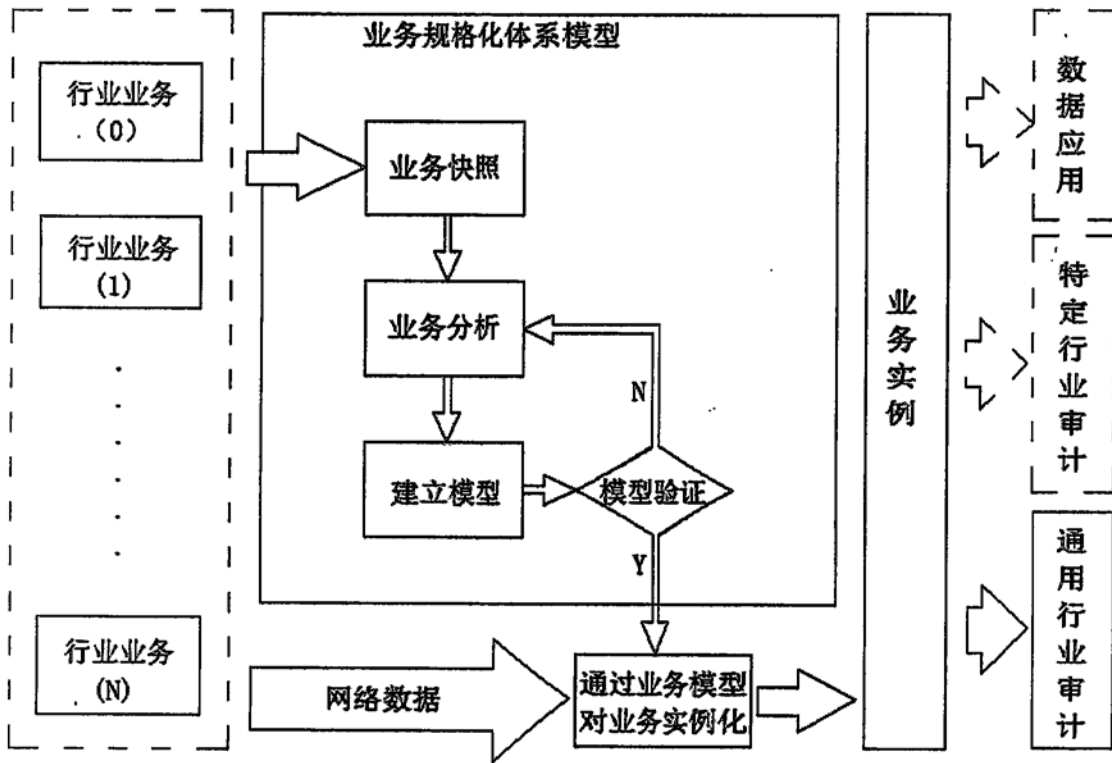 业务规格化体系模型
行业业务
(0)
行业业务
(1)
行业业务
(N)
业务快照
业务分析
建立模型
模型验证
N
Y
网络数据
通过业务模型
对业务实例化
业务实例
数据应用
特定行业审计
通用行业审计